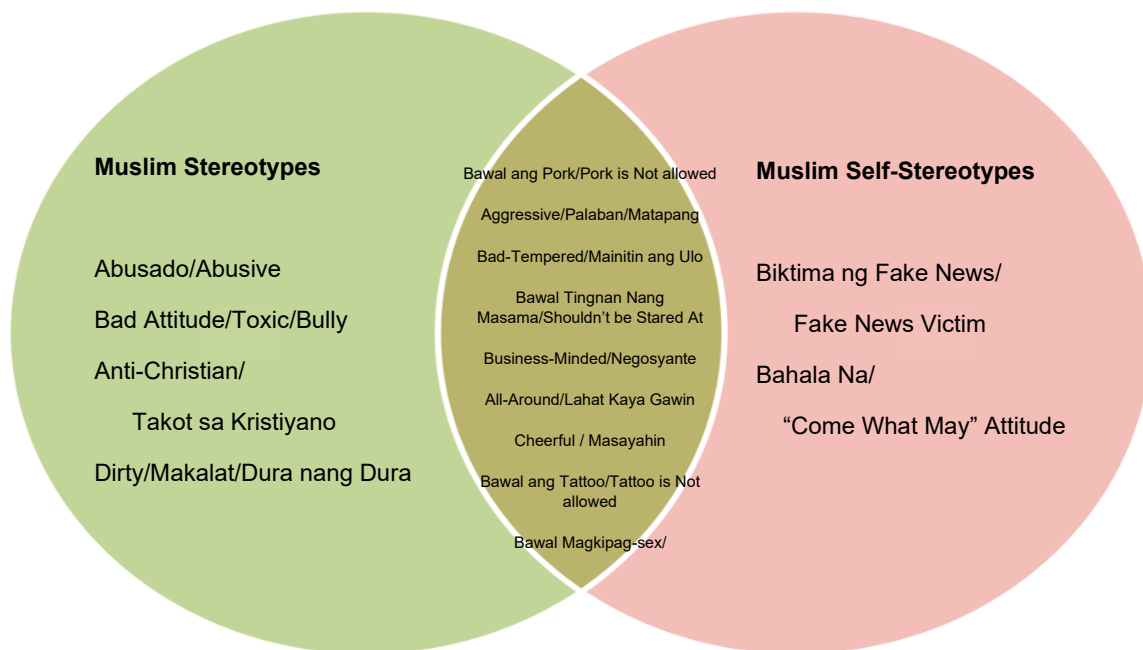 Muslim Stereotypes
Abusado/Abusive
Bad Attitude/Toxic/Bully
Anti-Christian/
Takot sa Kristiyano
Dirty/Makalat/Dura nang Dura
Bawal ang Pork/Pork is Not allowed
Aggressive/Palaban/Matapang
Bad-Tempered/Mainitin ang Ulo
Bawal Tingnan Nang
Masama/Shouldn't be Stared At
Business-Minded/Negosyante
All-Around/Lahat Kaya Gawin
Cheerful / Masayahin
Bawal ang Tattoo/Tattoo is Not
allowed
Bawal Magkipag-sex/
Muslim Self-Stereotypes
Biktima ng Fake News/
Fake News Victim
Bahala Na/
“Come What May” Attitude